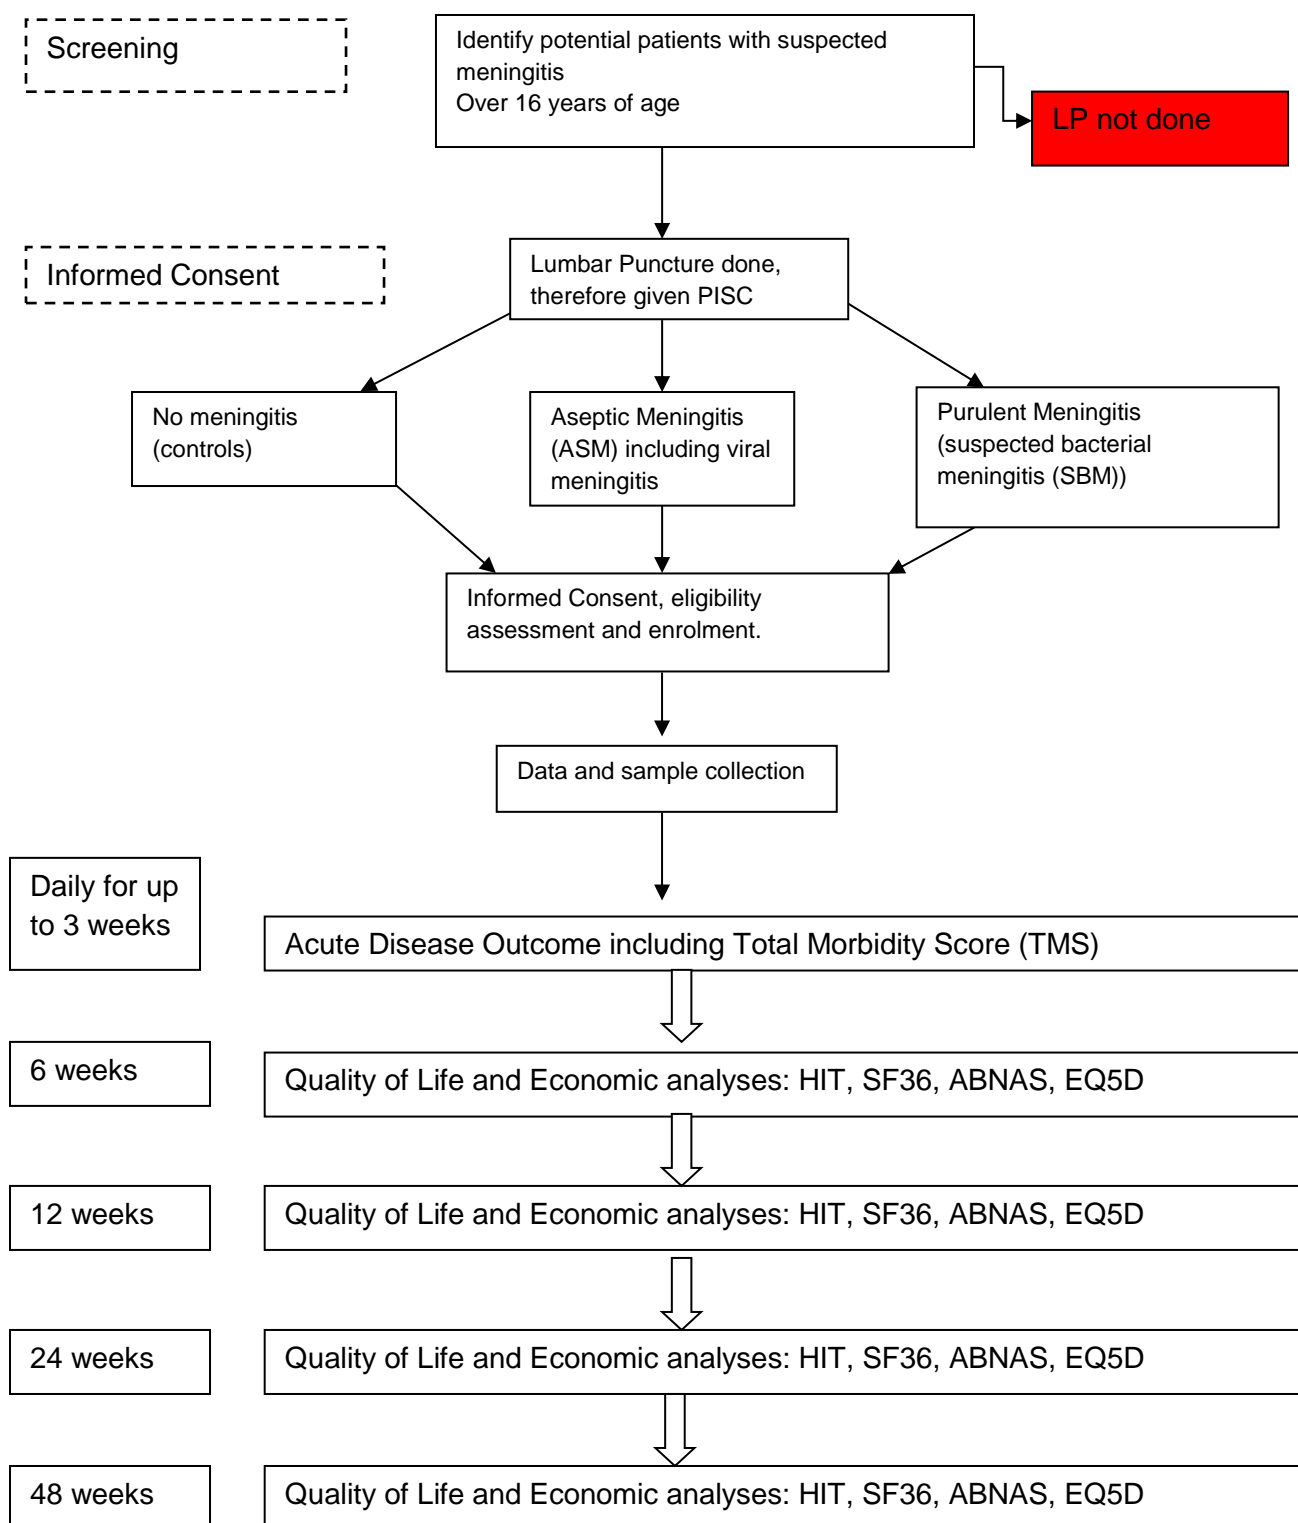 Screening
Identify potential patients with suspected
meningitis
Over 16 years of age
LP not done
Informed Consent
Lumbar Puncture done,
therefore given PISC
No meningitis
(controls)
Aseptic Meningitis
(ASM) including viral
meningitis
Purulent Meningitis
(suspected bacterial
meningitis (SBM))
Informed Consent, eligibility
assessment and enrolment.
Data and sample collection
Daily for up
to 3 weeks
Acute Disease Outcome including Total Morbidity Score (TMS)
6 weeks
Quality of Life and Economic analyses: HIT, SF36, ABNAS, EQ5D
12 weeks
Quality of Life and Economic analyses: HIT, SF36, ABNAS, EQ5D
24 weeks
Quality of Life and Economic analyses: HIT, SF36, ABNAS, EQ5D
48 weeks
Quality of Life and Economic analyses: HIT, SF36, ABNAS, EQ5D